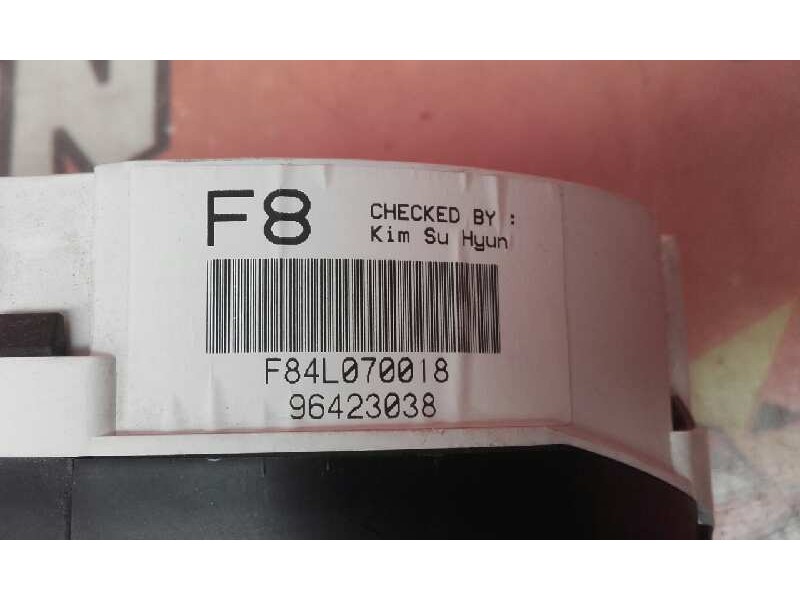 F8
CHECKED BY :
Kim Su Hyun
F84L070018
96423038